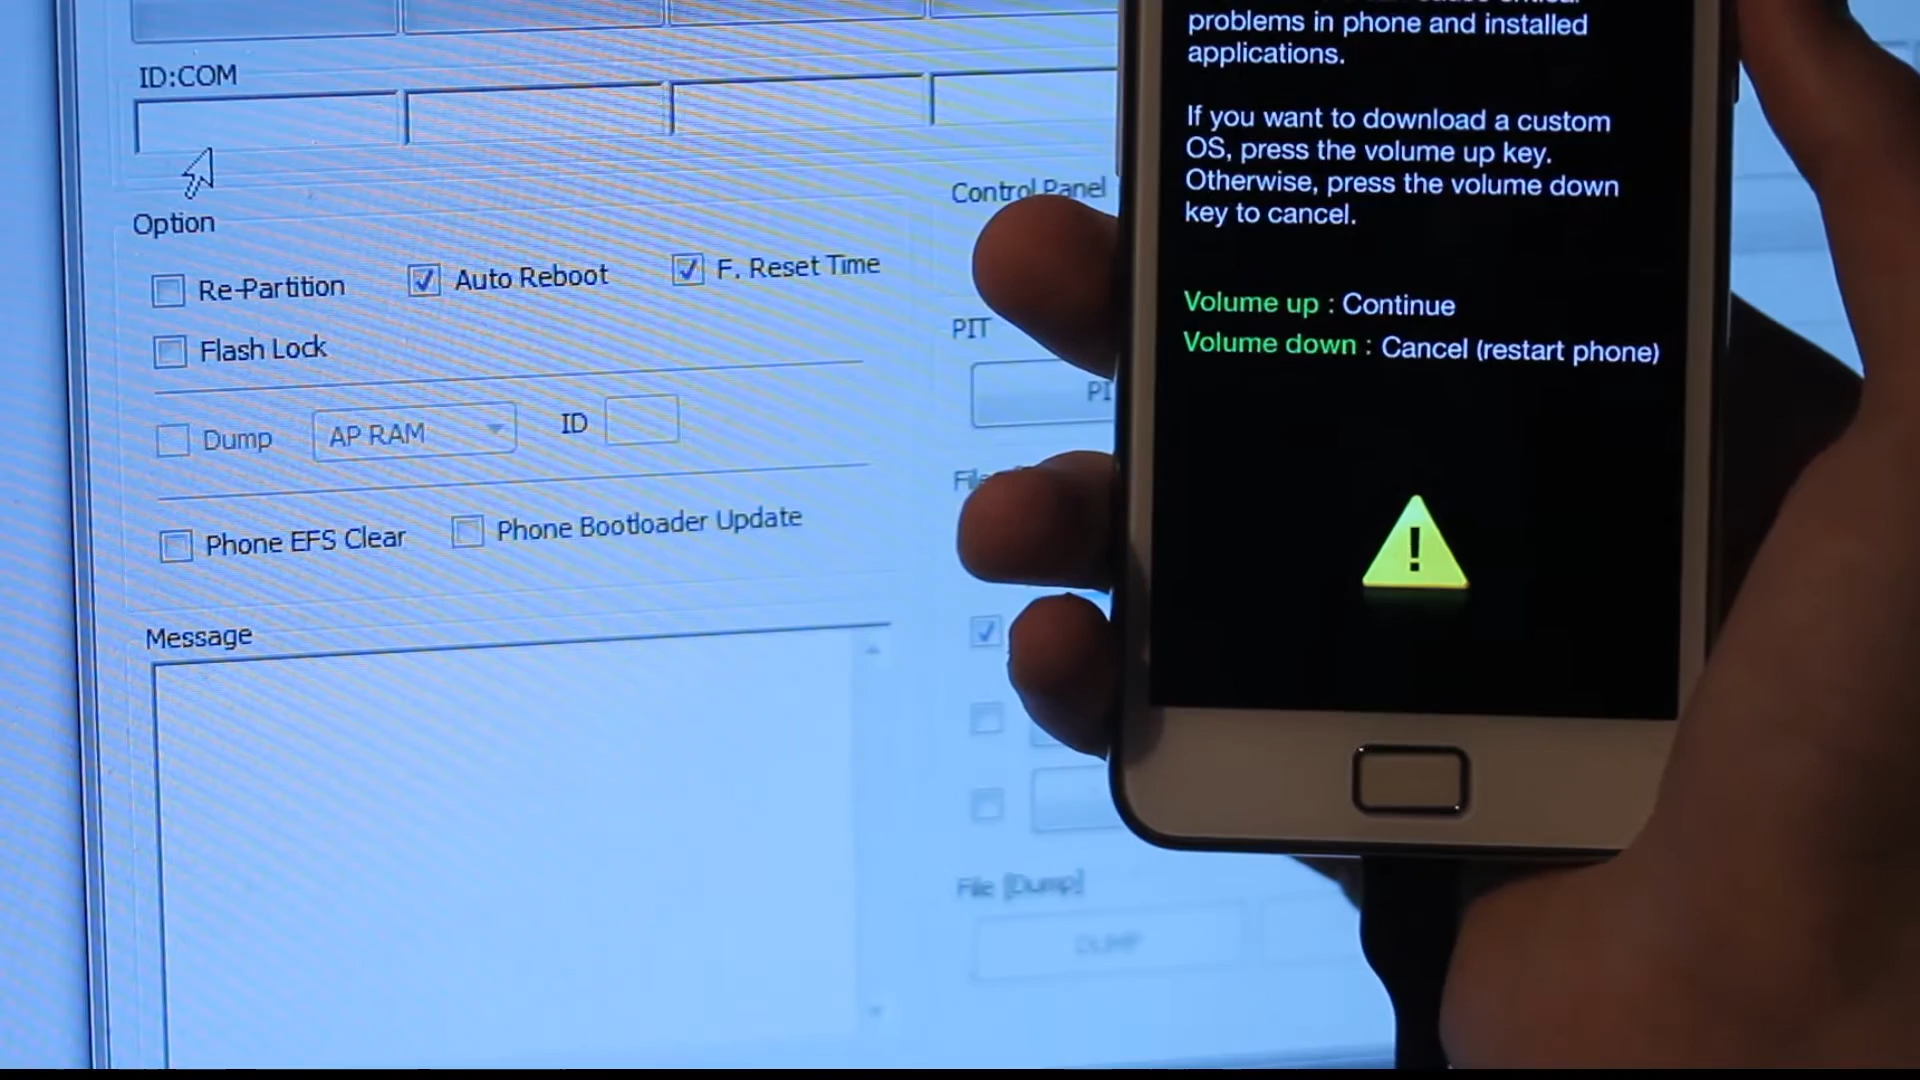 ID:COM
Option
Re-Partition
Auto Reboot
F. Reset Time
Flash Lock
Dump
AP RAM
ID
Phone EFS Clear
Phone Bootloader Update
Message
Control Panel
PIT
File [Dump]
DUMP
problems in phone and installed
applications.
If you want to download a custom
OS, press the volume up key.
Otherwise, press the volume down
key to cancel.
Volume up : Continue
Volume down : Cancel (restart phone)
!